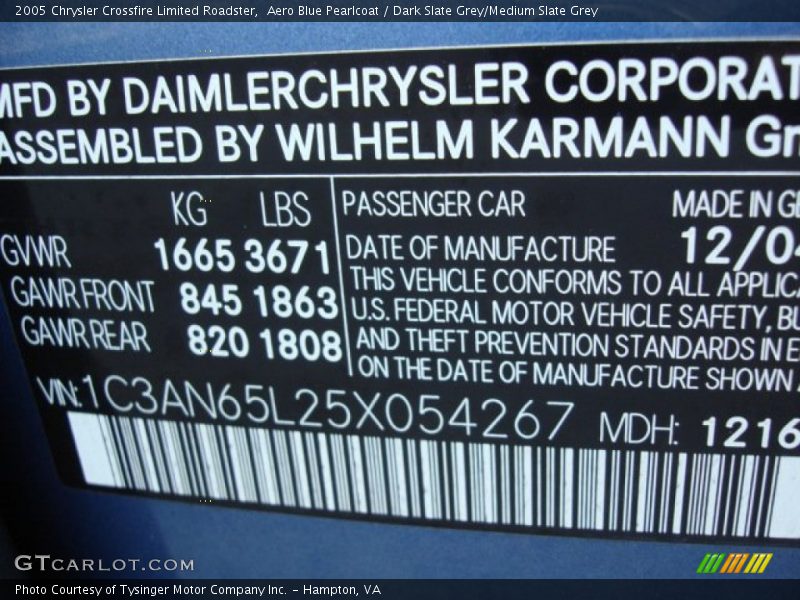 2005 Chrysler Crossfire Limited Roadster,  Aero Blue Pearlcoat / Dark Slate Grey/Medium Slate Grey
MFD BY DAIMLERCHRYSLER CORPORAT
ASSEMBLED BY WILHELM KARMANN Gm
KG LBS
GVWR 1665 3671
GAWR FRONT 845 1863
GAWR REAR 820 1808
PASSENGER CAR MADE IN GE
DATE OF MANUFACTURE 12/04
THIS VEHICLE CONFORMS TO ALL APPLICA
U.S. FEDERAL MOTOR VEHICLE SAFETY, BU
AND THEFT PREVENTION STANDARDS IN E
ON THE DATE OF MANUFACTURE SHOWN
VIN: 1C3AN65L25X054267 MDH: 1216
GTCARLOT.COM
Photo Courtesy of Tysinger Motor Company Inc. – Hampton, VA